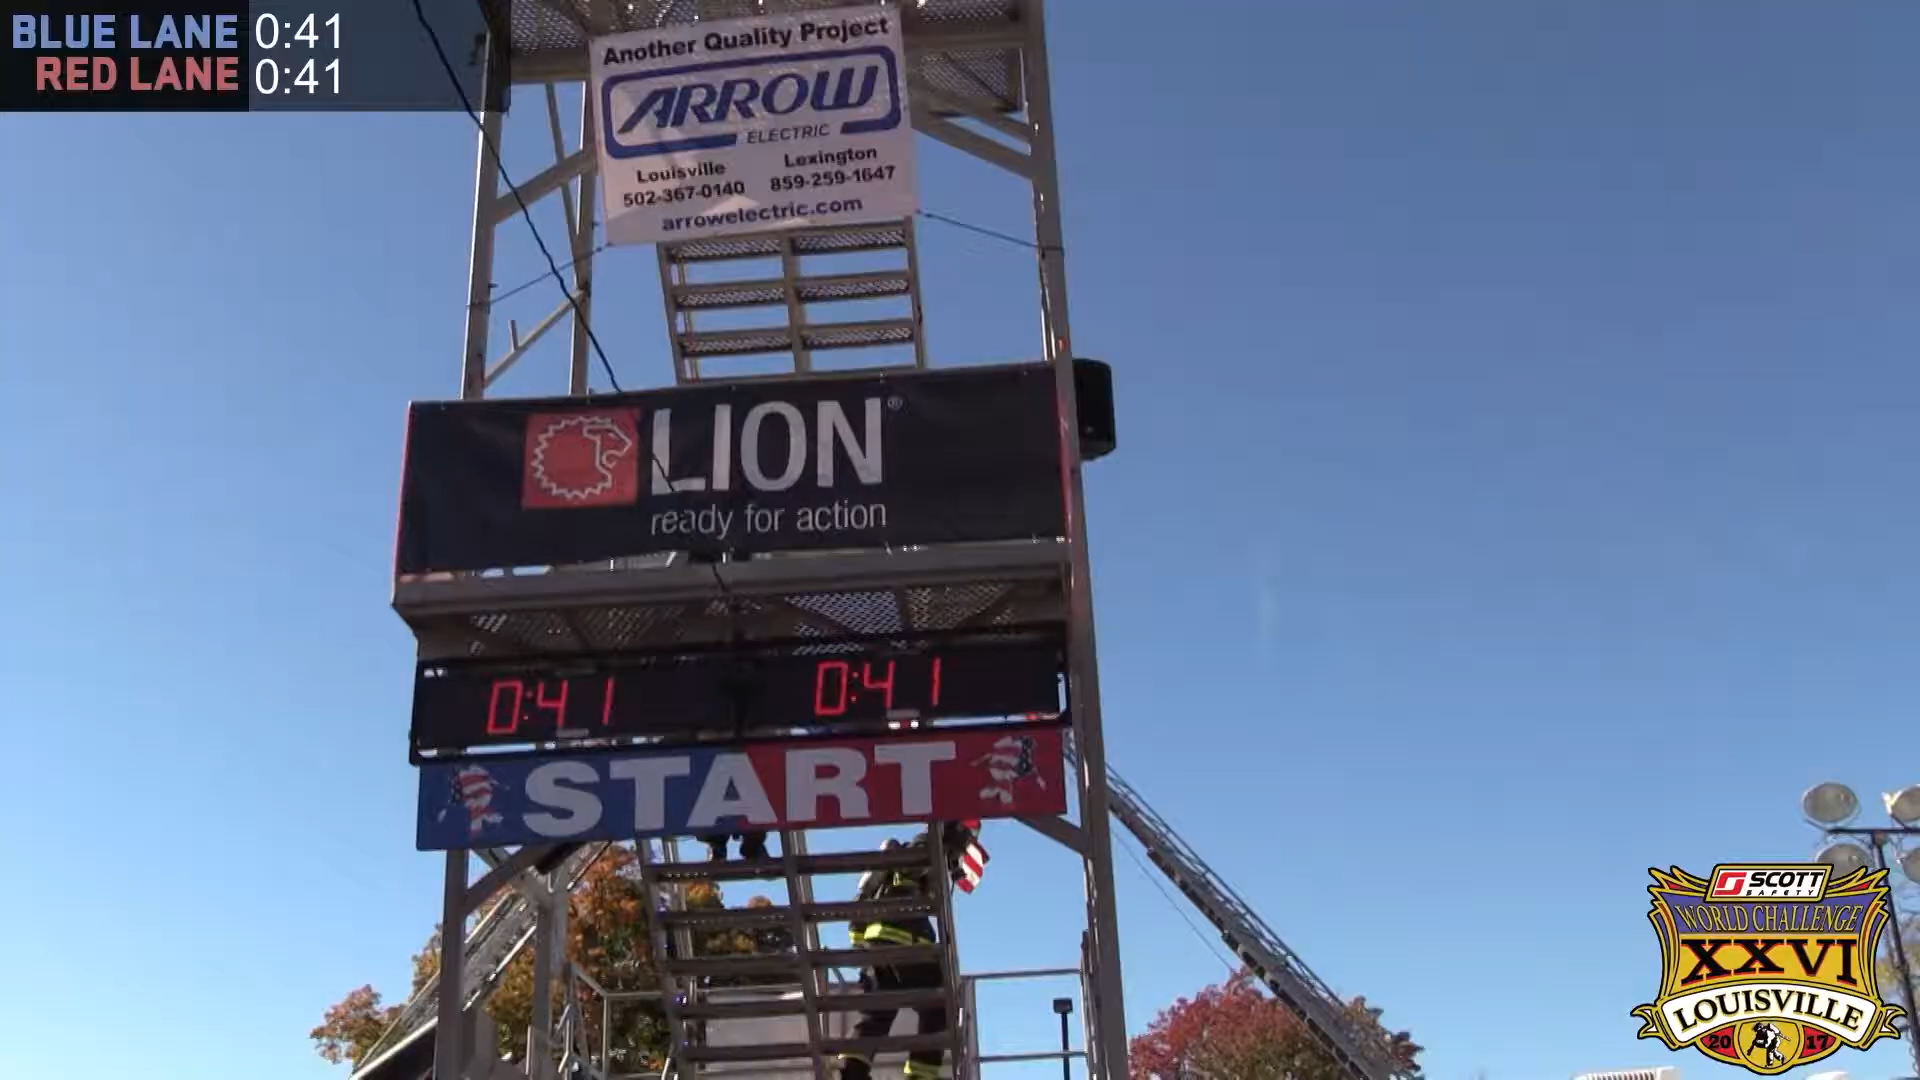 BLUE LANE 0:41
RED LANE 0:41
Another Quality Project
ARROW
ELECTRIC
Louisville Lexington
502-367-0140 859-259-1647
arrowelectric.com
LION®
ready for action
0:41 0:41
START
SCOTT
SAFETY
WORLD CHALLENGE
XXVI
LOUISVILLE
20 17